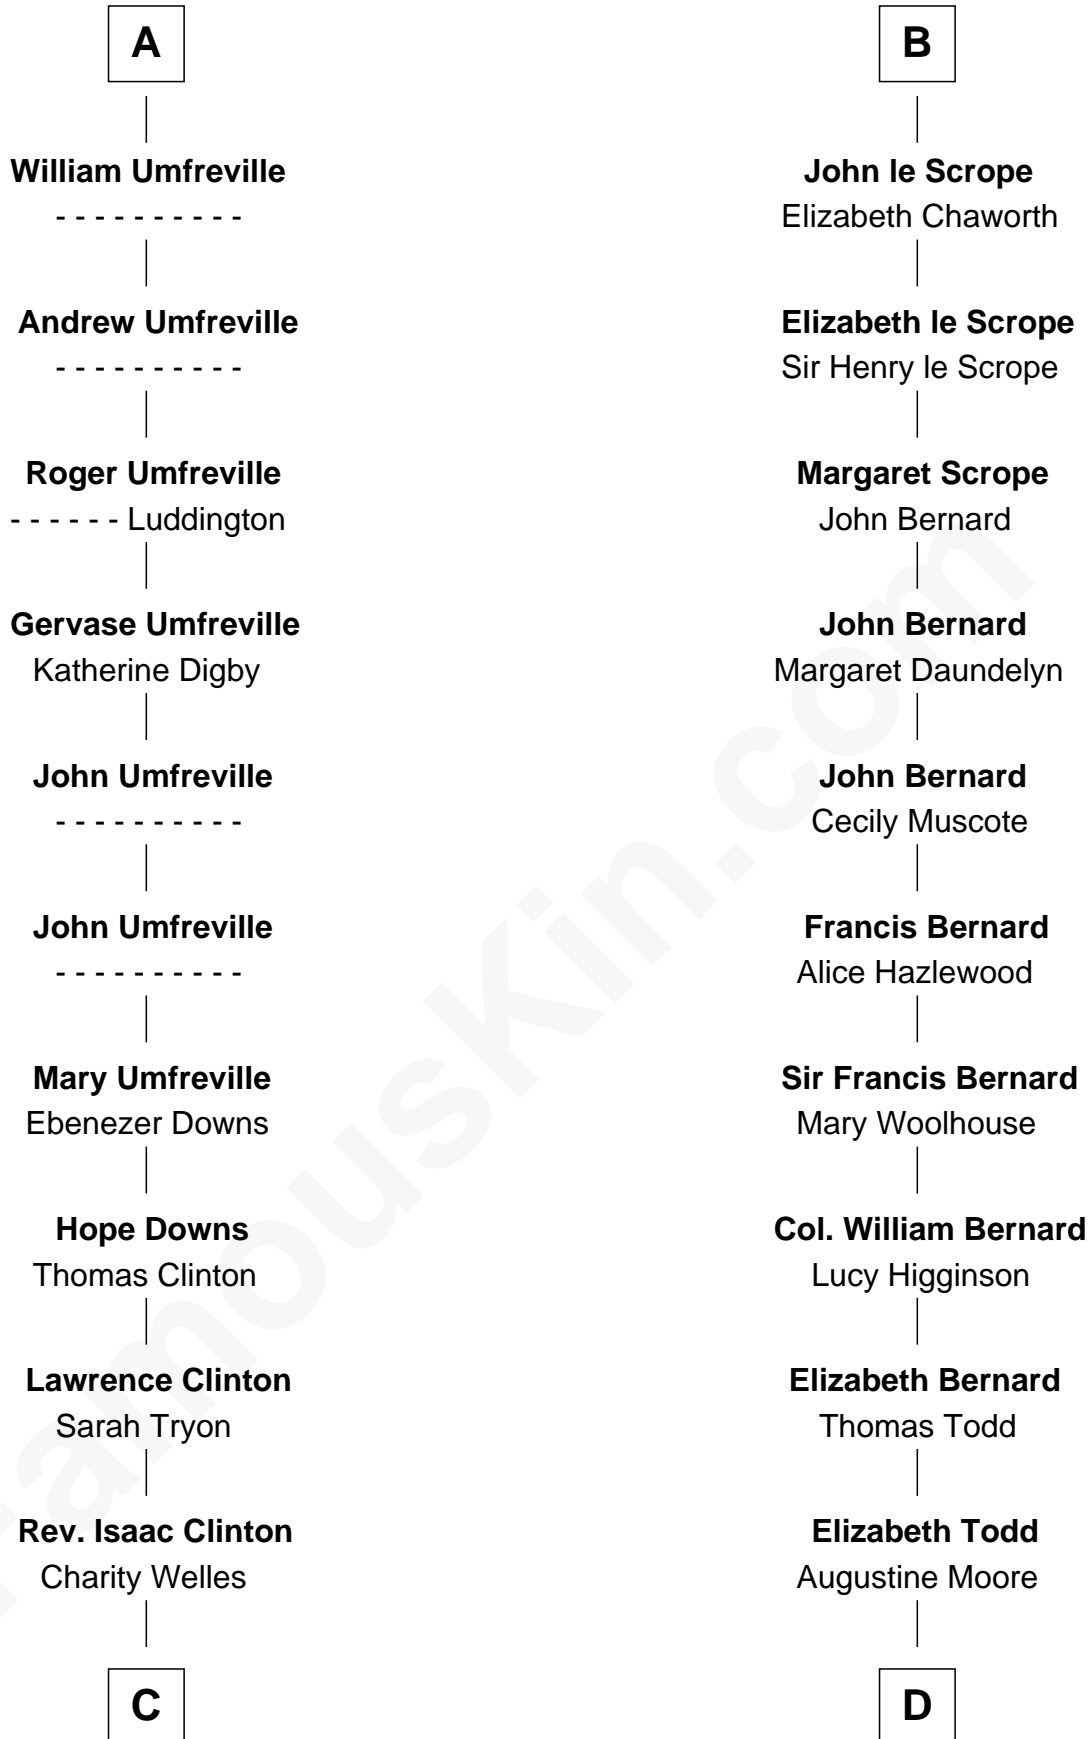 A
William Umfreville
- - - - - - - - - -
Andrew Umfreville
- - - - - - - - - -
Roger Umfreville
- - - - - - Luddington
Gervase Umfreville
Katherine Digby
John Umfreville
- - - - - - - - - -
John Umfreville
- - - - - - - - - -
Mary Umfreville
Ebenezer Downs
Hope Downs
Thomas Clinton
Lawrence Clinton
Sarah Tryon
Rev. Isaac Clinton
Charity Welles
C
B
John le Scrope
Elizabeth Chaworth
Elizabeth le Scrope
Sir Henry le Scrope
Margaret Scrope
John Bernard
John Bernard
Margaret Daundelyn
John Bernard
Cecily Muscote
Francis Bernard
Alice Hazlewood
Sir Francis Bernard
Mary Woolhouse
Col. William Bernard
Lucy Higginson
Elizabeth Bernard
Thomas Todd
Elizabeth Todd
Augustine Moore
D
FamousKin.com